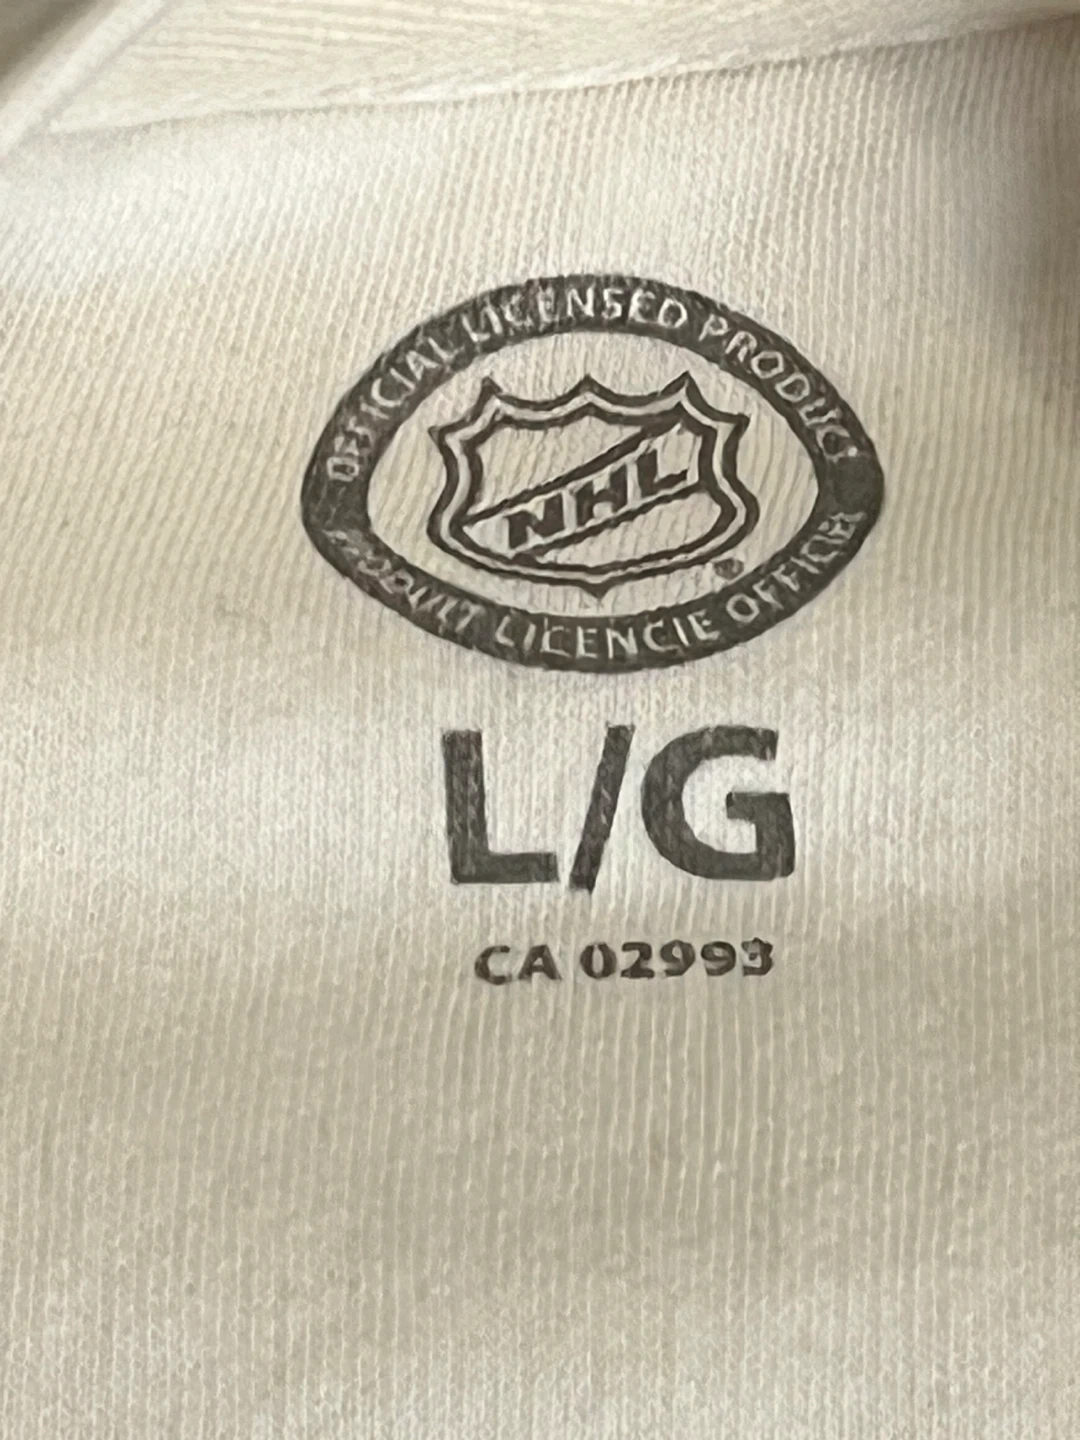 OFFICIAL LICENSED PRODUCT
NHL
PRODUIT LICENCIE OFFICIEL
L/G
CA 02993